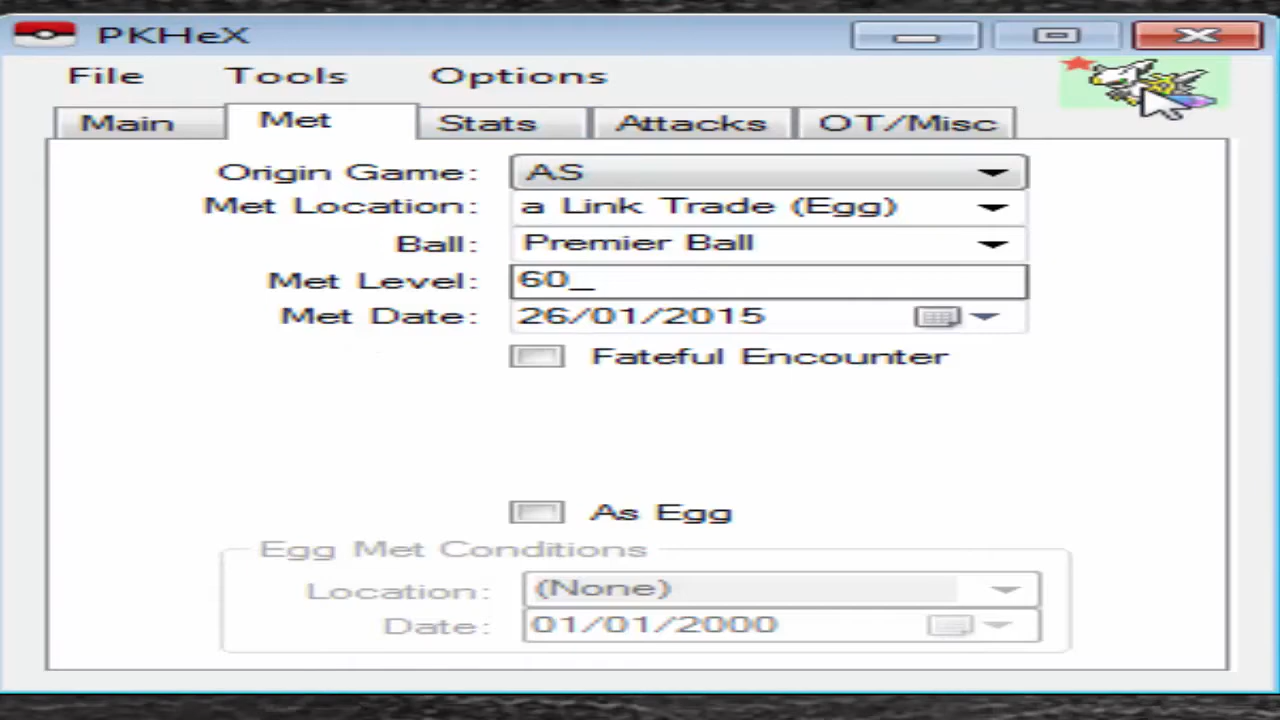 PKHeX
File Tools Options
Main Met Stats Attacks OT/Misc
Origin Game: AS
Met Location: a Link Trade (Egg)
Ball: Premier Ball
Met Level: 60_
Met Date: 26/01/2015
Fateful Encounter
As Egg
Egg Met Conditions
Location: (None)
Date: 01/01/2000